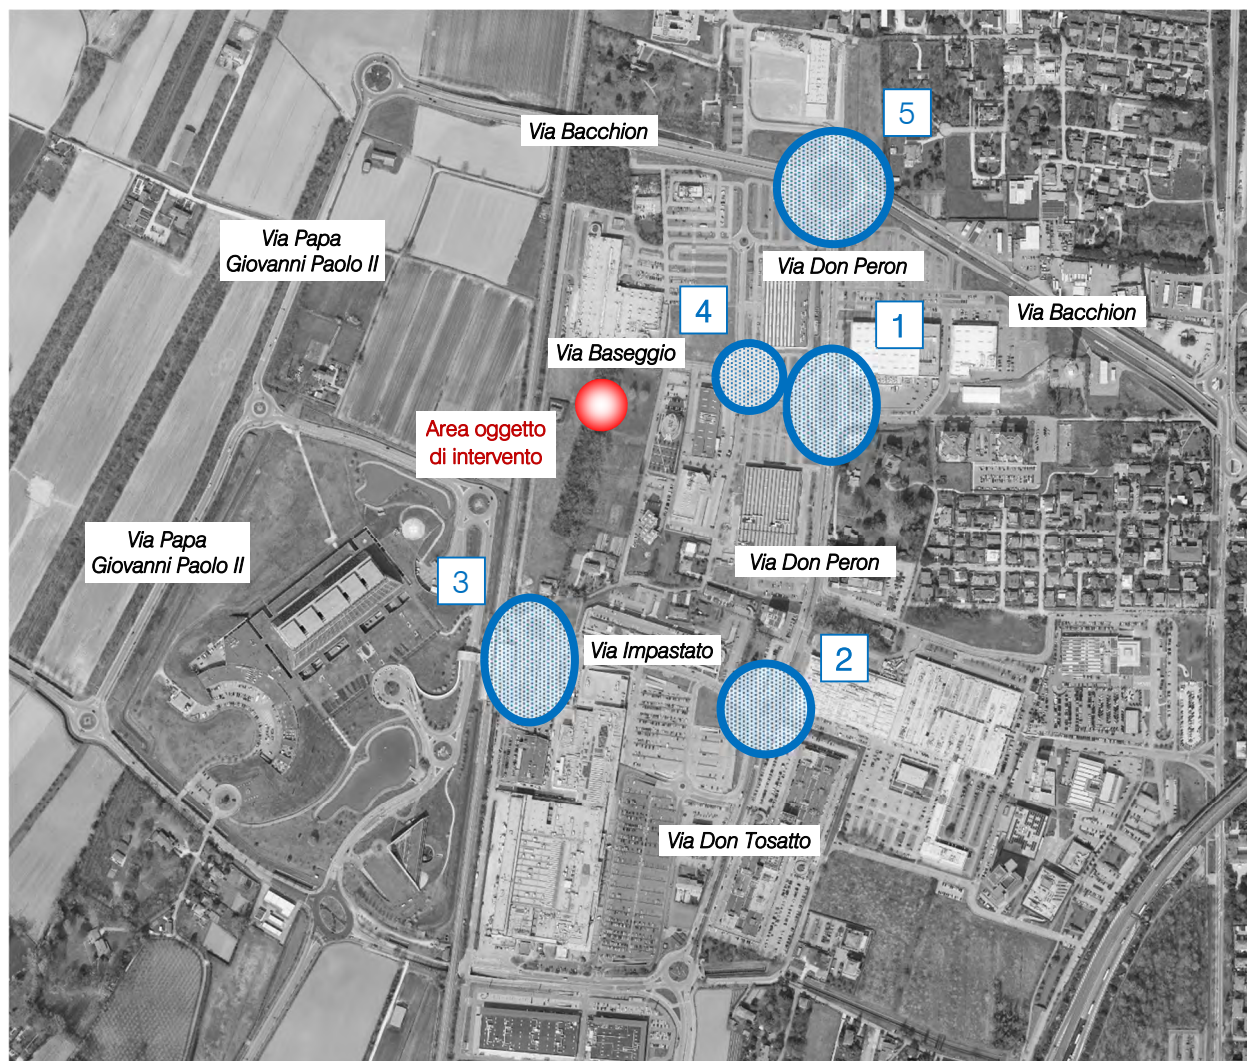 5
Via Bacchion
Via Papa
Giovanni Paolo II
Via Don Peron
4
1
Via Bacchion
Via Baseggio
Area oggetto
di intervento
Via Papa
Giovanni Paolo II
3
Via Don Peron
Via Impastato
2
Via Don Tosatto